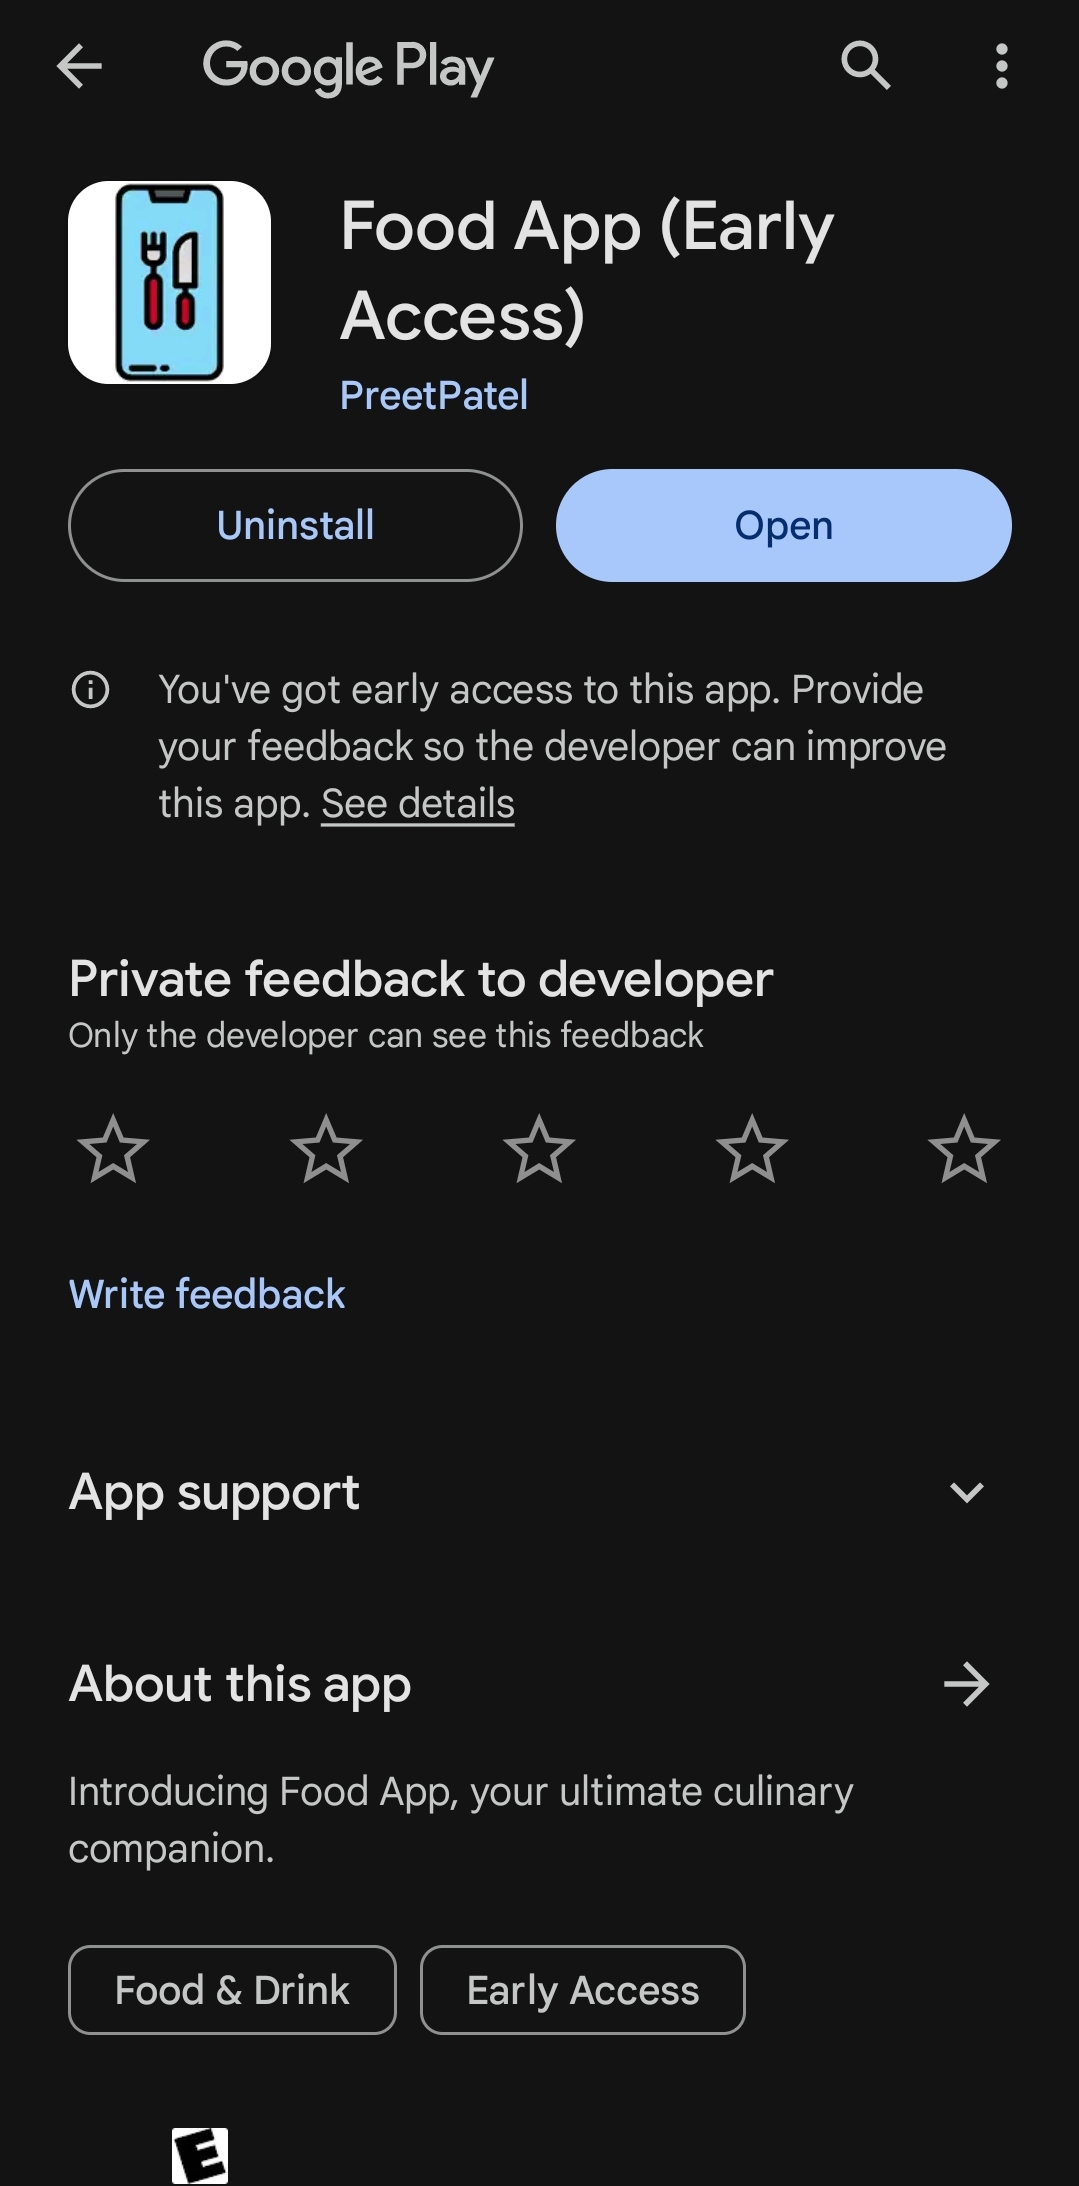 Google Play
Food App (Early
Access)
PreetPatel
Uninstall
Open
You've got early access to this app. Provide
your feedback so the developer can improve
this app. See details
Private feedback to developer
Only the developer can see this feedback
Write feedback
App support
About this app
Introducing Food App, your ultimate culinary
companion.
Food & Drink
Early Access
E